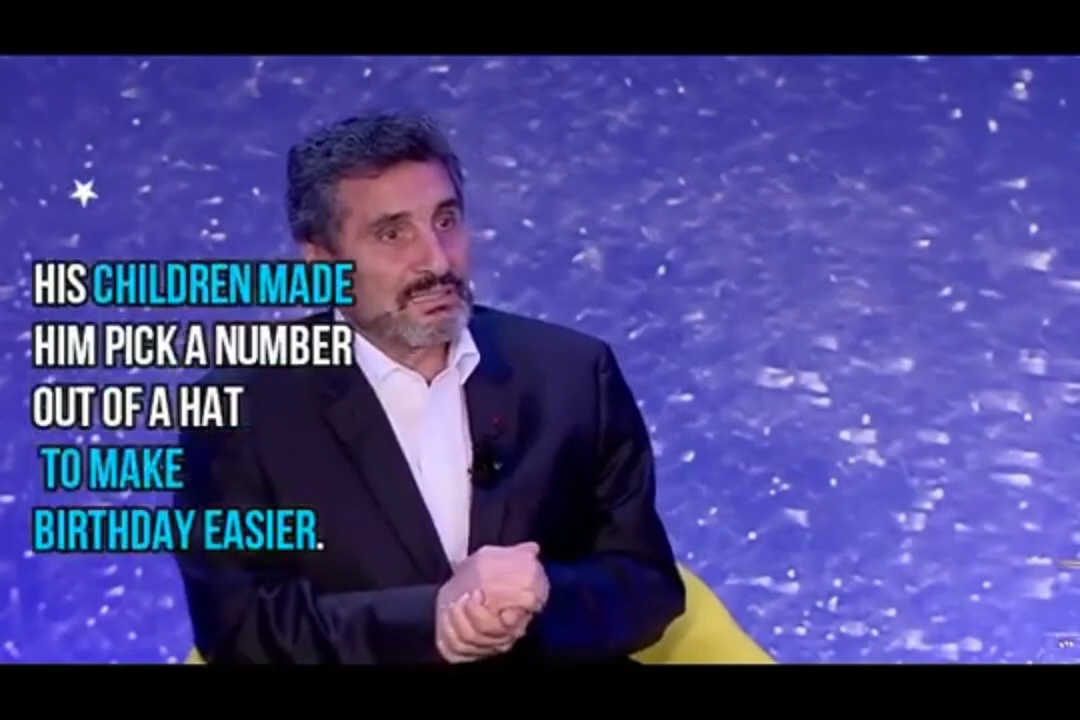 HIS CHILDREN MADE
HIM PICK A NUMBER
OUT OF A HAT
TO MAKE
BIRTHDAY EASIER.